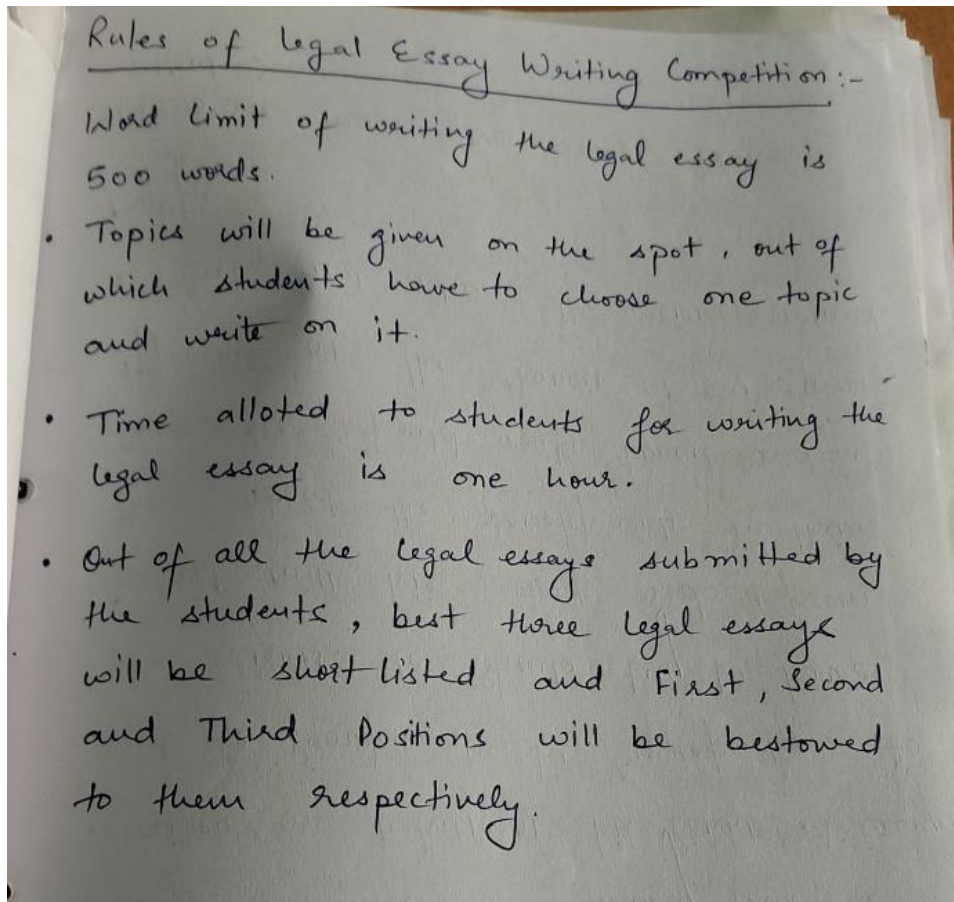 Rules of Legal Essay Writing Competition :-
Word Limit of writing the legal essay is
500 words.
• Topics will be given on the spot, out of
which students have to choose one topic
and write on it.
• Time alloted to students for writing the
legal essay is one hour.
• Out of all the legal essays submitted by
the students, best three legal essays
will be shortlisted and First, Second
and Third Positions will be bestowed
to them respectively.